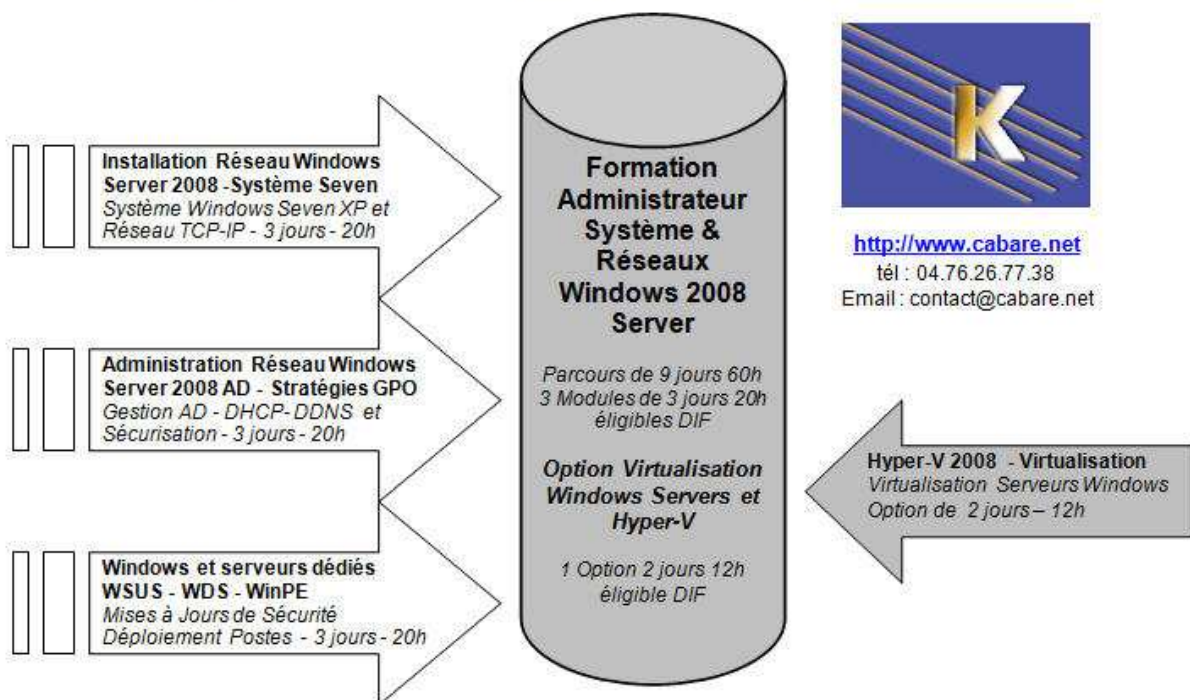 Installation Réseau Windows
Server 2008 - Système Seven
Système Windows Seven XP et
Réseau TCP-IP - 3 jours - 20h
Administration Réseau Windows
Server 2008 AD - Stratégies GPO
Gestion AD - DHCP- DDNS et
Sécurisation - 3 jours - 20h
Windows et serveurs dédiés
WSUS - WDS - WinPE
Mises à Jours de Sécurité
Déploiement Postes - 3 jours - 20h
Formation
Administrateur
Système &
Réseaux
Windows 2008
Server
Parcours de 9 jours 60h
3 Modules de 3 jours 20h
éligibles DIF
Option Virtualisation
Windows Servers et
Hyper-V
1 Option 2 jours 12h
éligible DIF
K
http://www.cabare.net
tél : 04.76.26.77.38
Email : contact@cabare.net
Hyper-V 2008 - Virtualisation
Virtualisation Serveurs Windows
Option de 2 jours – 12h